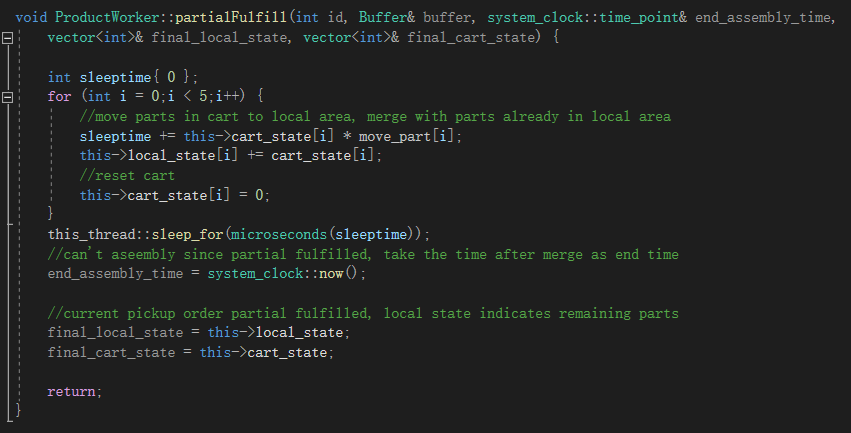 void ProductWorker::partialFulfill(int id, Buffer& buffer, system_clock::time_point& end_assembly_time,
vector<int>& final_local_state, vector<int>& final_cart_state) {
int sleeptime{ 0 };
for (int i = 0;i < 5;i++) {
//move parts in cart to local area, merge with parts already in local area
sleeptime += this->cart_state[i] * move_part[i];
this->local_state[i] += cart_state[i];
//reset cart
this->cart_state[i] = 0;
}
this_thread::sleep_for(microseconds(sleeptime));
//can't aseembly since partial fulfilled, take the time after merge as end time
end_assembly_time = system_clock::now();
//current pickup order partial fulfilled, local state indicates remaining parts
final_local_state = this->local_state;
final_cart_state = this->cart_state;
return;
}